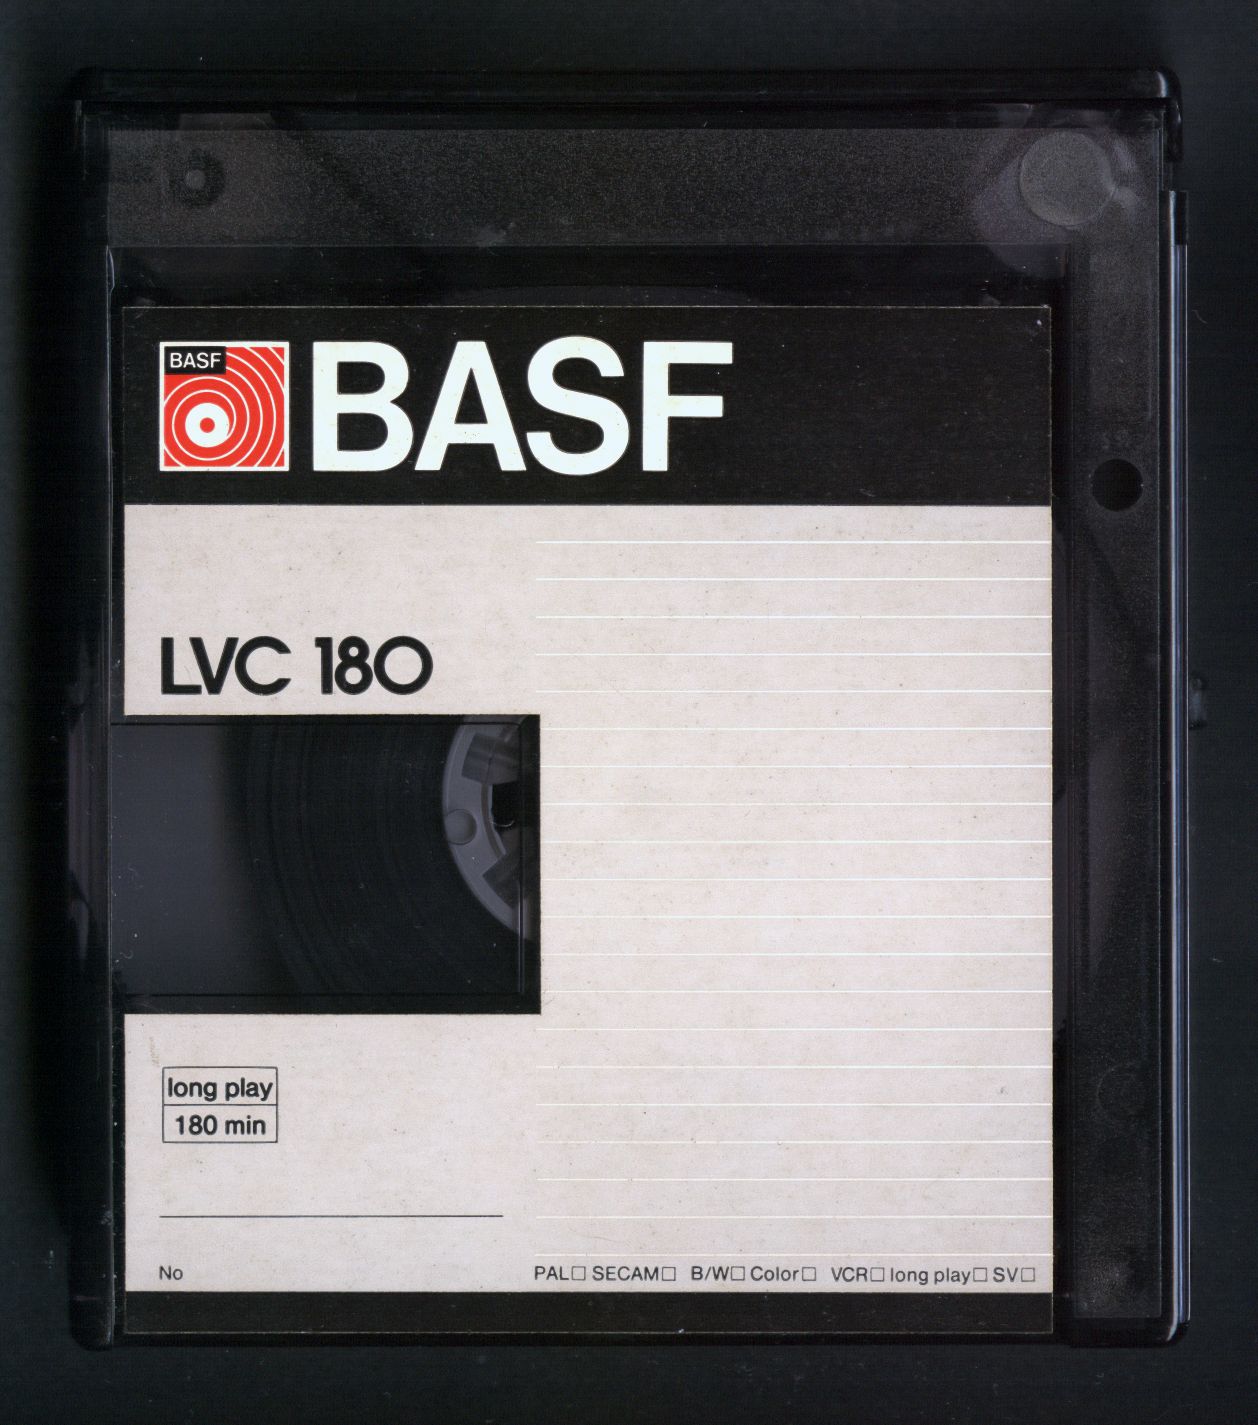 BASF
BASF
LVC 180
long play
180 min
No
PAL□ SECAM□ B/W□ Color□ VCR□ long play□ SV□